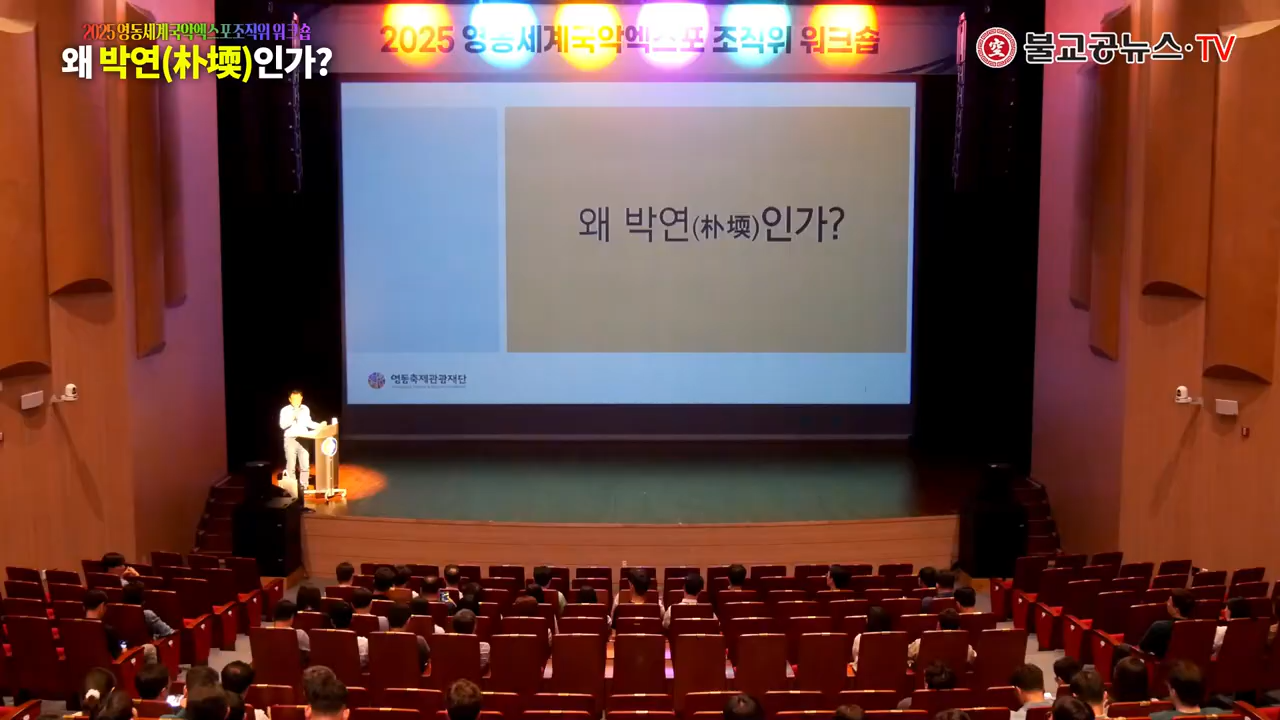 2025 영동세계국악엑스포조직위 워크숍
왜 박연(朴堧)인가?
2025 영동세계국악엑스포 조직위 워크숍
空 불교공뉴스·TV
왜 박연(朴堧)인가?
영동축제관광재단